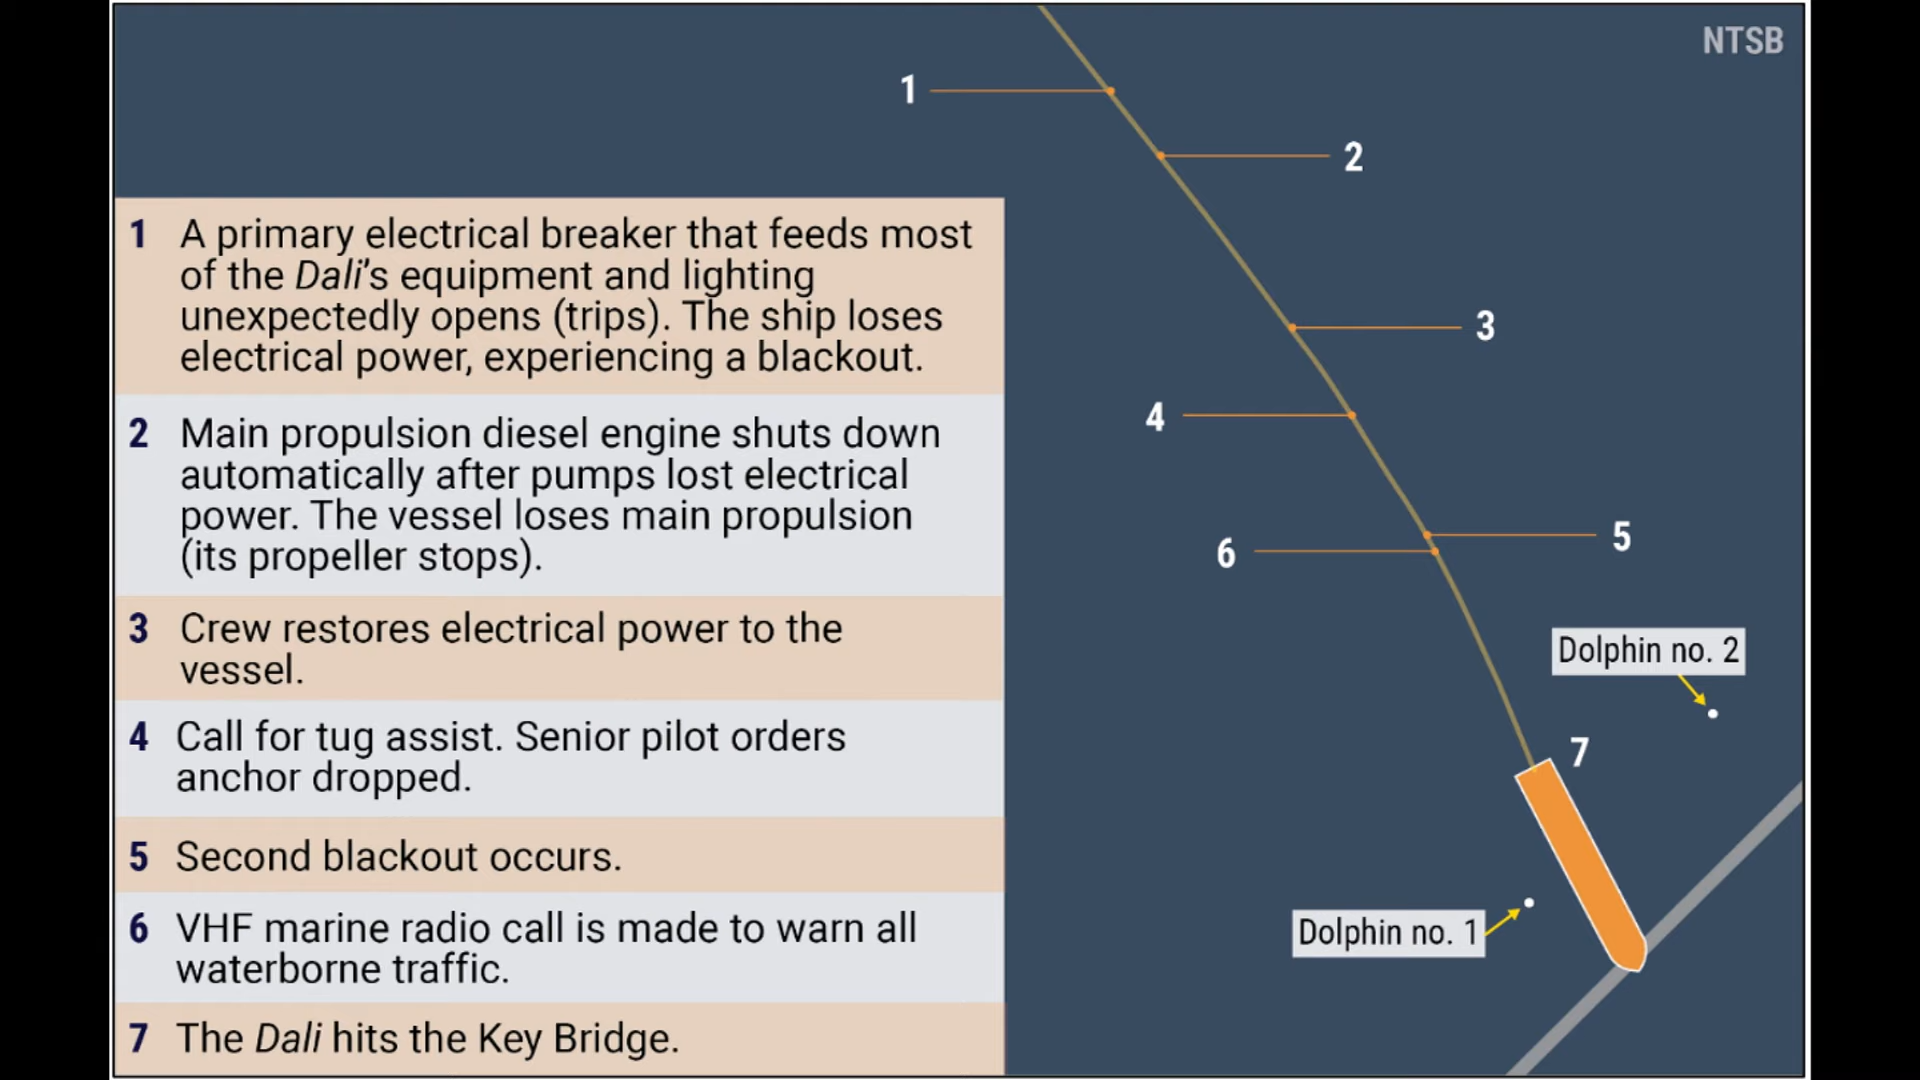 NTSB
1
2
3
4
5
6
7
Dolphin no. 2
Dolphin no. 1
1 A primary electrical breaker that feeds most
of the Dali's equipment and lighting
unexpectedly opens (trips). The ship loses
electrical power, experiencing a blackout.
2 Main propulsion diesel engine shuts down
automatically after pumps lost electrical
power. The vessel loses main propulsion
(its propeller stops).
3 Crew restores electrical power to the
vessel.
4 Call for tug assist. Senior pilot orders
anchor dropped.
5 Second blackout occurs.
6 VHF marine radio call is made to warn all
waterborne traffic.
7 The Dali hits the Key Bridge.